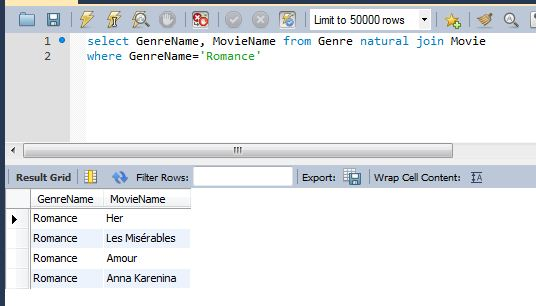 Limit to 50000 rows
1 select GenreName, MovieName from Genre natural join Movie
2 where GenreName='Romance'
Result Grid Filter Rows: Export: Wrap Cell Content:
GenreName MovieName
Romance Her
Romance Les Misérables
Romance Amour
Romance Anna Karenina